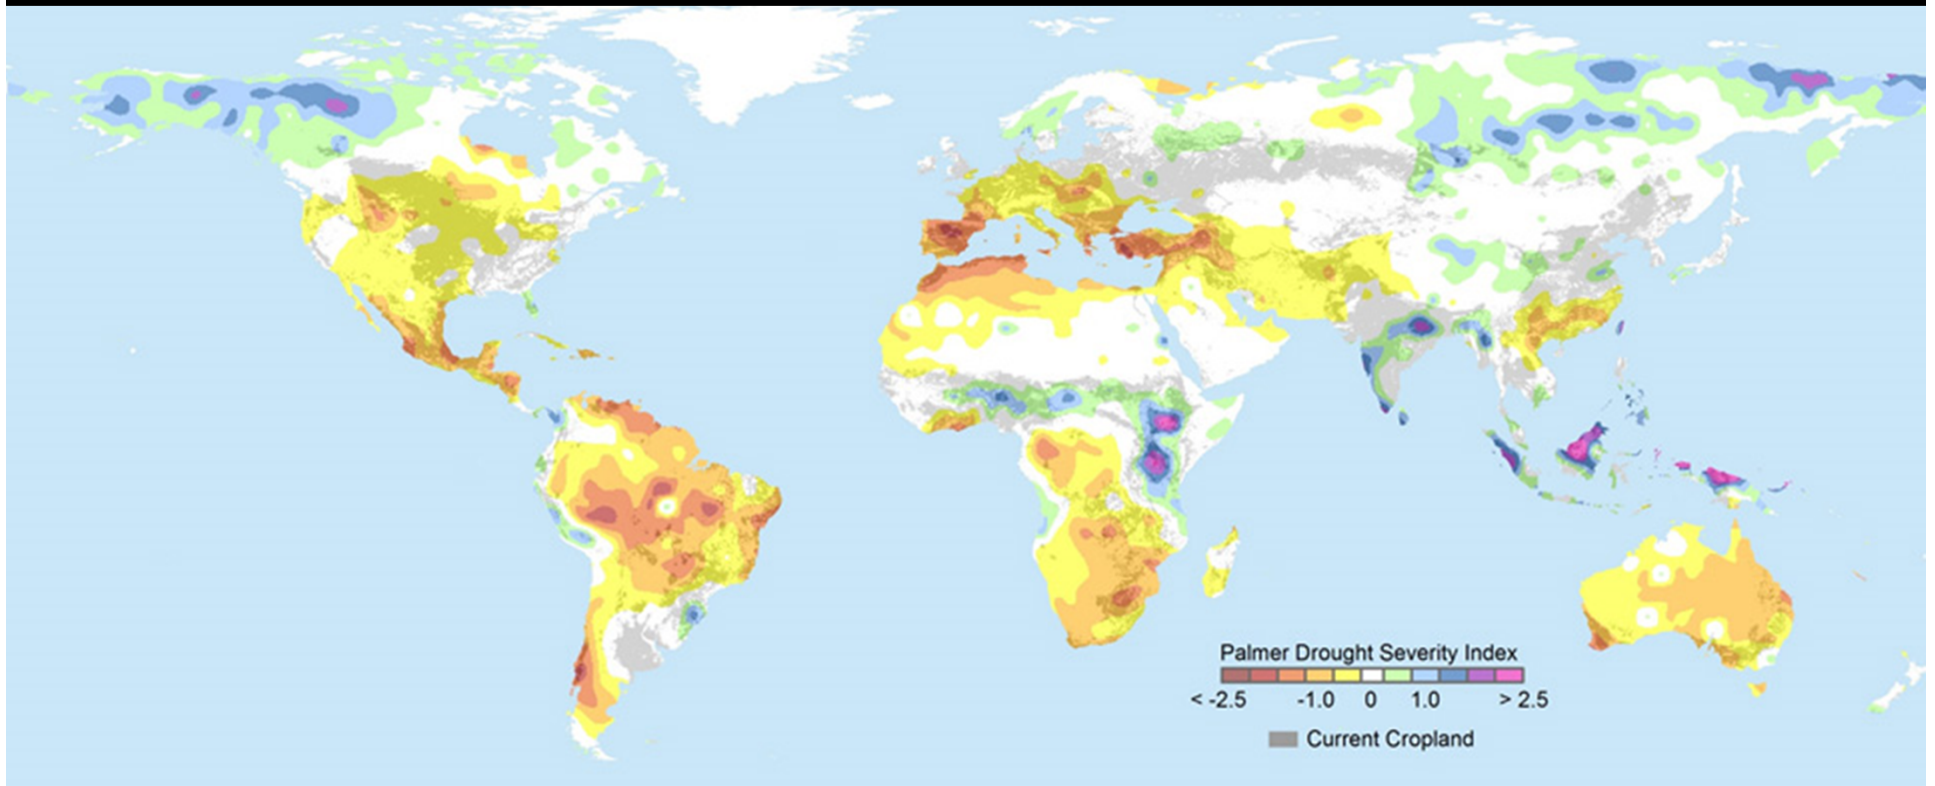 Palmer Drought Severity Index
< -2.5 -1.0 0 1.0 > 2.5
Current Cropland